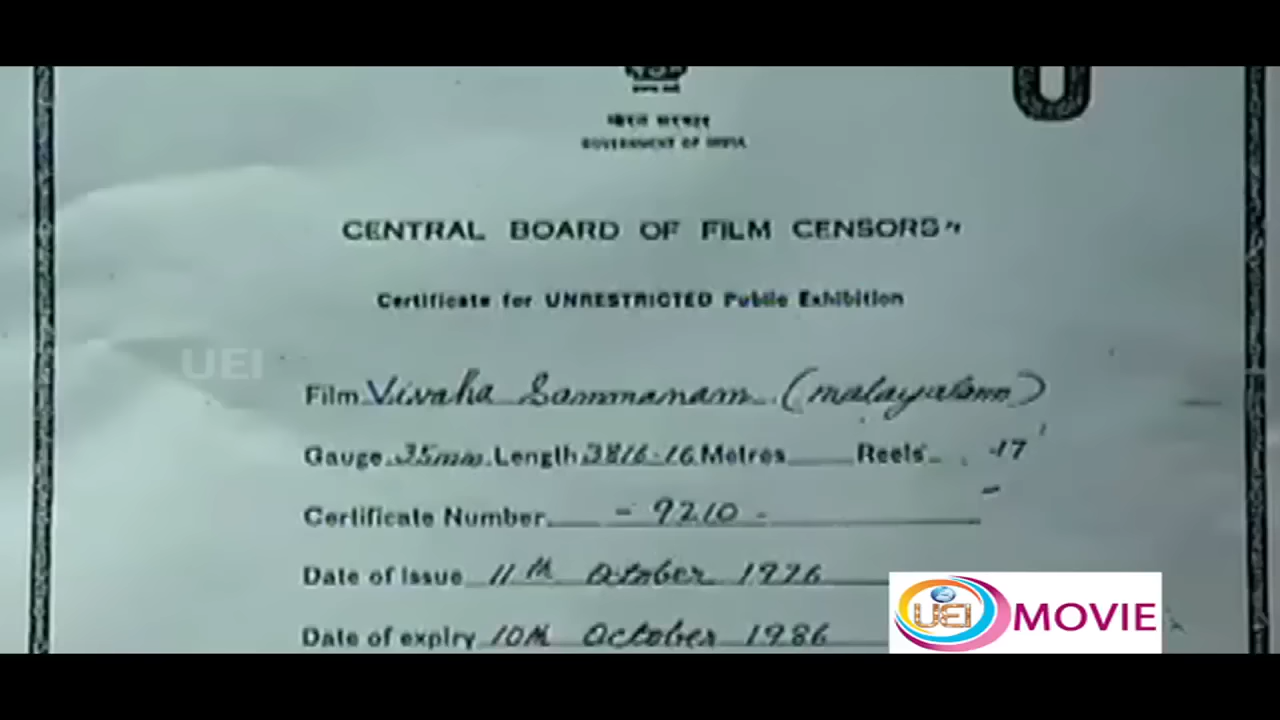 U
भारत सरकार
GOVERNMENT OF INDIA
CENTRAL BOARD OF FILM CENSORS
Certificate for UNRESTRICTED Public Exhibition
UEI
Film Vivaha Sammanam (malayalam)
Gauge 35mm Length 3816-16 Metres Reels 17
Certificate Number - 9210 -
Date of Issue 11th October 1976
Date of expiry 10th October 1986
UEI MOVIE